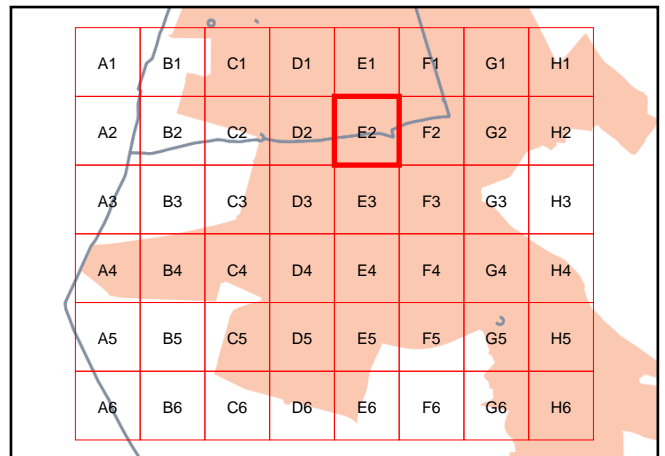 A1 B1 C1 D1 E1 F1 G1 H1
A2 B2 C2 D2 E2 F2 G2 H2
A3 B3 C3 D3 E3 F3 G3 H3
A4 B4 C4 D4 E4 F4 G4 H4
A5 B5 C5 D5 E5 F5 G5 H5
A6 B6 C6 D6 E6 F6 G6 H6